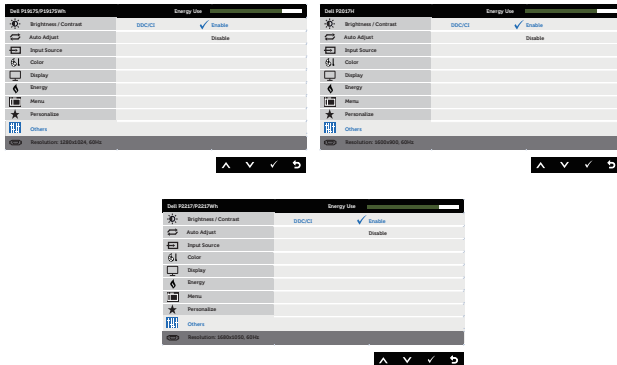 Dell P1917S/P1917SWh Energy Use
Brightness / Contrast DDC/CI Enable
Auto Adjust Disable
Input Source
Color
Display
Energy
Menu
Personalize
Others
Resolution: 1280x1024, 60Hz
Dell P2017H Energy Use
Brightness / Contrast DDC/CI Enable
Auto Adjust Disable
Input Source
Color
Display
Energy
Menu
Personalize
Others
Resolution: 1600x900, 60Hz
Dell P2217/P2217Wh Energy Use
Brightness / Contrast DDC/CI Enable
Auto Adjust Disable
Input Source
Color
Display
Energy
Menu
Personalize
Others
Resolution: 1680x1050, 60Hz